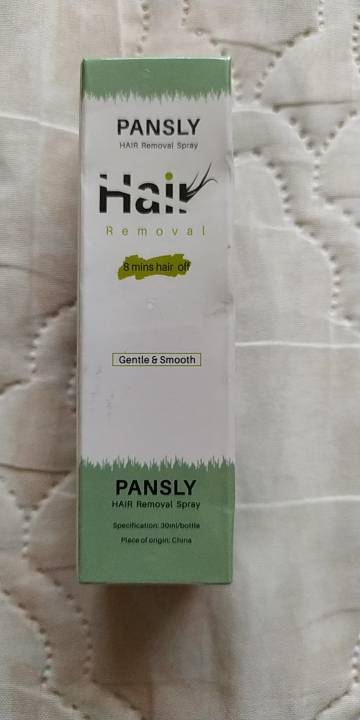 PANSLY
HAIR Removal Spray
Hair
Removal
8 mins hair off
Gentle & Smooth
PANSLY
HAIR Removal Spray
Specification: 30ml/bottle
Place of origin: China